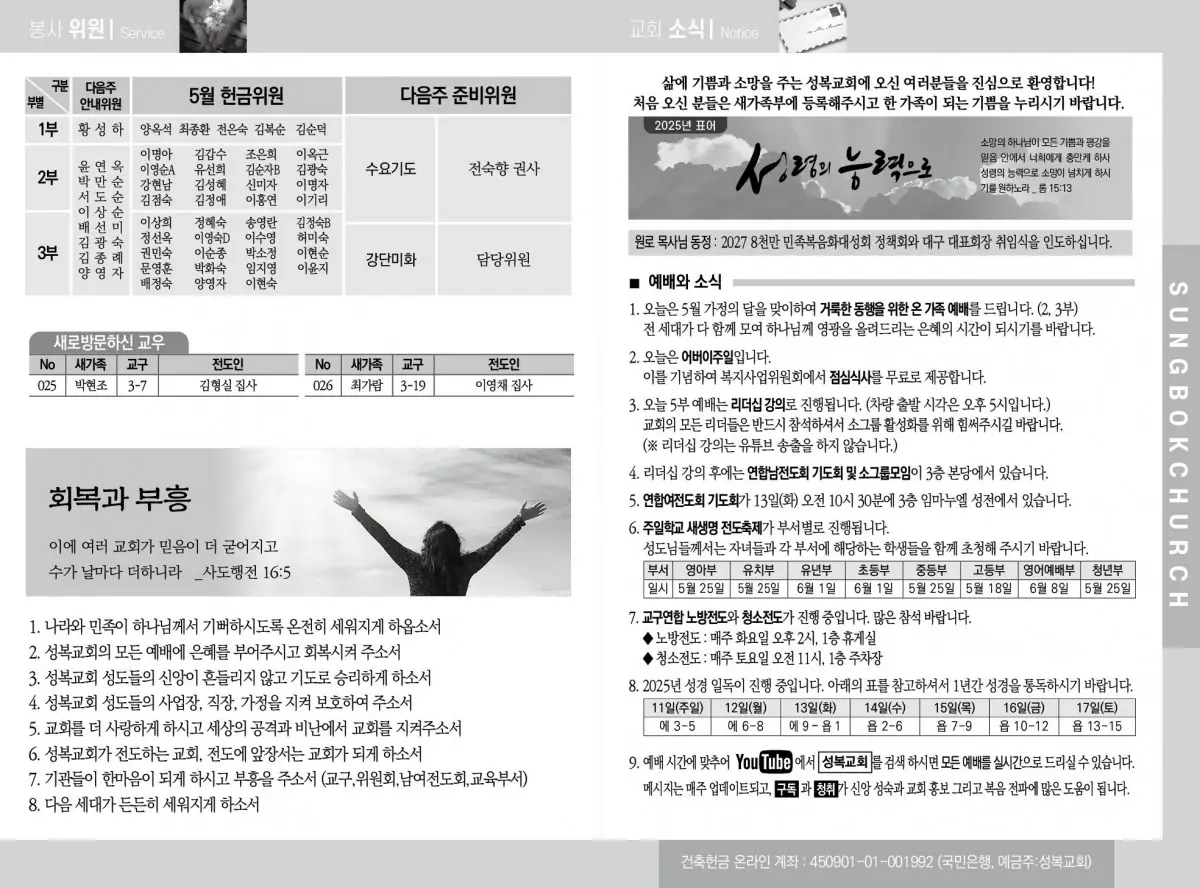 봉사 위원 | Service
구분
부별
다음주
안내위원
5월 헌금위원
다음주 준비위원
1부
황 성 하
양옥석 최종환 전은숙 김복순 김순덕
2부
3부
윤 연 옥
박 만 순
서 도 순
이 상 순
배 선 미
김 광 숙
김 종 례
양 영 자
이명아 김갑수 조은희 이옥근
이영순A 유선희 김순자B 김광숙
강현남 김성혜 신미자 이명자
김점숙 김정애 이흥연 이기리
이상희 정혜숙 송영란 김정숙B
정선옥 이영숙D 이수영 허미숙
권민숙 이순종 박소정 이현순
문영훈 박화숙 임지영 이윤지
배정숙 양영자 이현숙
수요기도 전숙향 권사
강단미화 담당위원
새로방문하신 교우
No 새가족 교구 전도인 No 새가족 교구 전도인
025 박현조 3-7 김형실 집사 026 최가람 3-19 이영채 집사
회복과 부흥
이에 여러 교회가 믿음이 더 굳어지고
수가 날마다 더하니라 _사도행전 16:5
1. 나라와 민족이 하나님께서 기뻐하시도록 온전히 세워지게 하옵소서
2. 성복교회의 모든 예배에 은혜를 부어주시고 회복시켜 주소서
3. 성복교회 성도들의 신앙이 흔들리지 않고 기도로 승리하게 하소서
4. 성복교회 성도들의 사업장, 직장, 가정을 지켜 보호하여 주소서
5. 교회를 더 사랑하게 하시고 세상의 공격과 비난에서 교회를 지켜주소서
6. 성복교회가 전도하는 교회, 전도에 앞장서는 교회가 되게 하소서
7. 기관들이 한마음이 되게 하시고 부흥을 주소서 (교구,위원회,남여전도회,교육부서)
8. 다음 세대가 든든히 세워지게 하소서
교회 소식 | Notice
삶에 기쁨과 소망을 주는 성복교회에 오신 여러분들을 진심으로 환영합니다!
처음 오신 분들은 새가족부에 등록해주시고 한 가족이 되는 기쁨을 누리시기 바랍니다.
2025년 표어
성령의 능력으로
소망의 하나님이 모든 기쁨과 평강을
믿음 안에서 너희에게 충만케 하사
성령의 능력으로 소망이 넘치게 하시
기를 원하노라 _ 롬 15:13
원로 목사님 동정 : 2027 8천만 민족복음화대성회 정책회와 대구 대표회장 취임식을 인도하십니다.
■ 예배와 소식
1. 오늘은 5월 가정의 달을 맞이하여 거룩한 동행을 위한 온 가족 예배를 드립니다. (2, 3부)
전 세대가 다 함께 모여 하나님께 영광을 올려드리는 은혜의 시간이 되시기를 바랍니다.
2. 오늘은 어버이주일입니다.
이를 기념하여 복지사업위원회에서 점심식사를 무료로 제공합니다.
3. 오늘 5부 예배는 리더십 강의로 진행됩니다. (차량 출발 시각은 오후 5시입니다.)
교회의 모든 리더들은 반드시 참석하셔서 소그룹 활성화를 위해 힘써주시길 바랍니다.
(※ 리더십 강의는 유튜브 송출을 하지 않습니다.)
4. 리더십 강의 후에는 연합남전도회 기도회 및 소그룹모임이 3층 본당에서 있습니다.
5. 연합여전도회 기도회가 13일(화) 오전 10시 30분에 3층 임마누엘 성전에서 있습니다.
6. 주일학교 새생명 전도축제가 부서별로 진행됩니다.
성도님들께서는 자녀들과 각 부서에 해당하는 학생들을 함께 초청해 주시기 바랍니다.
부서 영아부 유치부 유년부 초등부 중등부 고등부 영어예배부 청년부
일시 5월 25일 5월 25일 6월 1일 6월 1일 5월 25일 5월 18일 6월 8일 5월 25일
7. 교구연합 노방전도와 청소전도가 진행 중입니다. 많은 참석 바랍니다.
◆ 노방전도 : 매주 화요일 오후 2시, 1층 휴게실
◆ 청소전도 : 매주 토요일 오전 11시, 1층 주차장
8. 2025년 성경 일독이 진행 중입니다. 아래의 표를 참고하셔서 1년간 성경을 통독하시기 바랍니다.
11일(주일) 12일(월) 13일(화) 14일(수) 15일(목) 16일(금) 17일(토)
에 3-5 에 6-8 에 9 - 욥 1 욥 2-6 욥 7-9 욥 10-12 욥 13-15
9. 예배 시간에 맞추어 YouTube 에서 성복교회 를 검색 하시면 모든 예배를 실시간으로 드리실 수 있습니다.
메시지는 매주 업데이트되고, 구독 과 청취 가 신앙 성숙과 교회 홍보 그리고 복음 전파에 많은 도움이 됩니다.
SUNGBOKCHURCH
건축헌금 온라인 계좌 : 450901-01-001992 (국민은행, 예금주:성복교회)